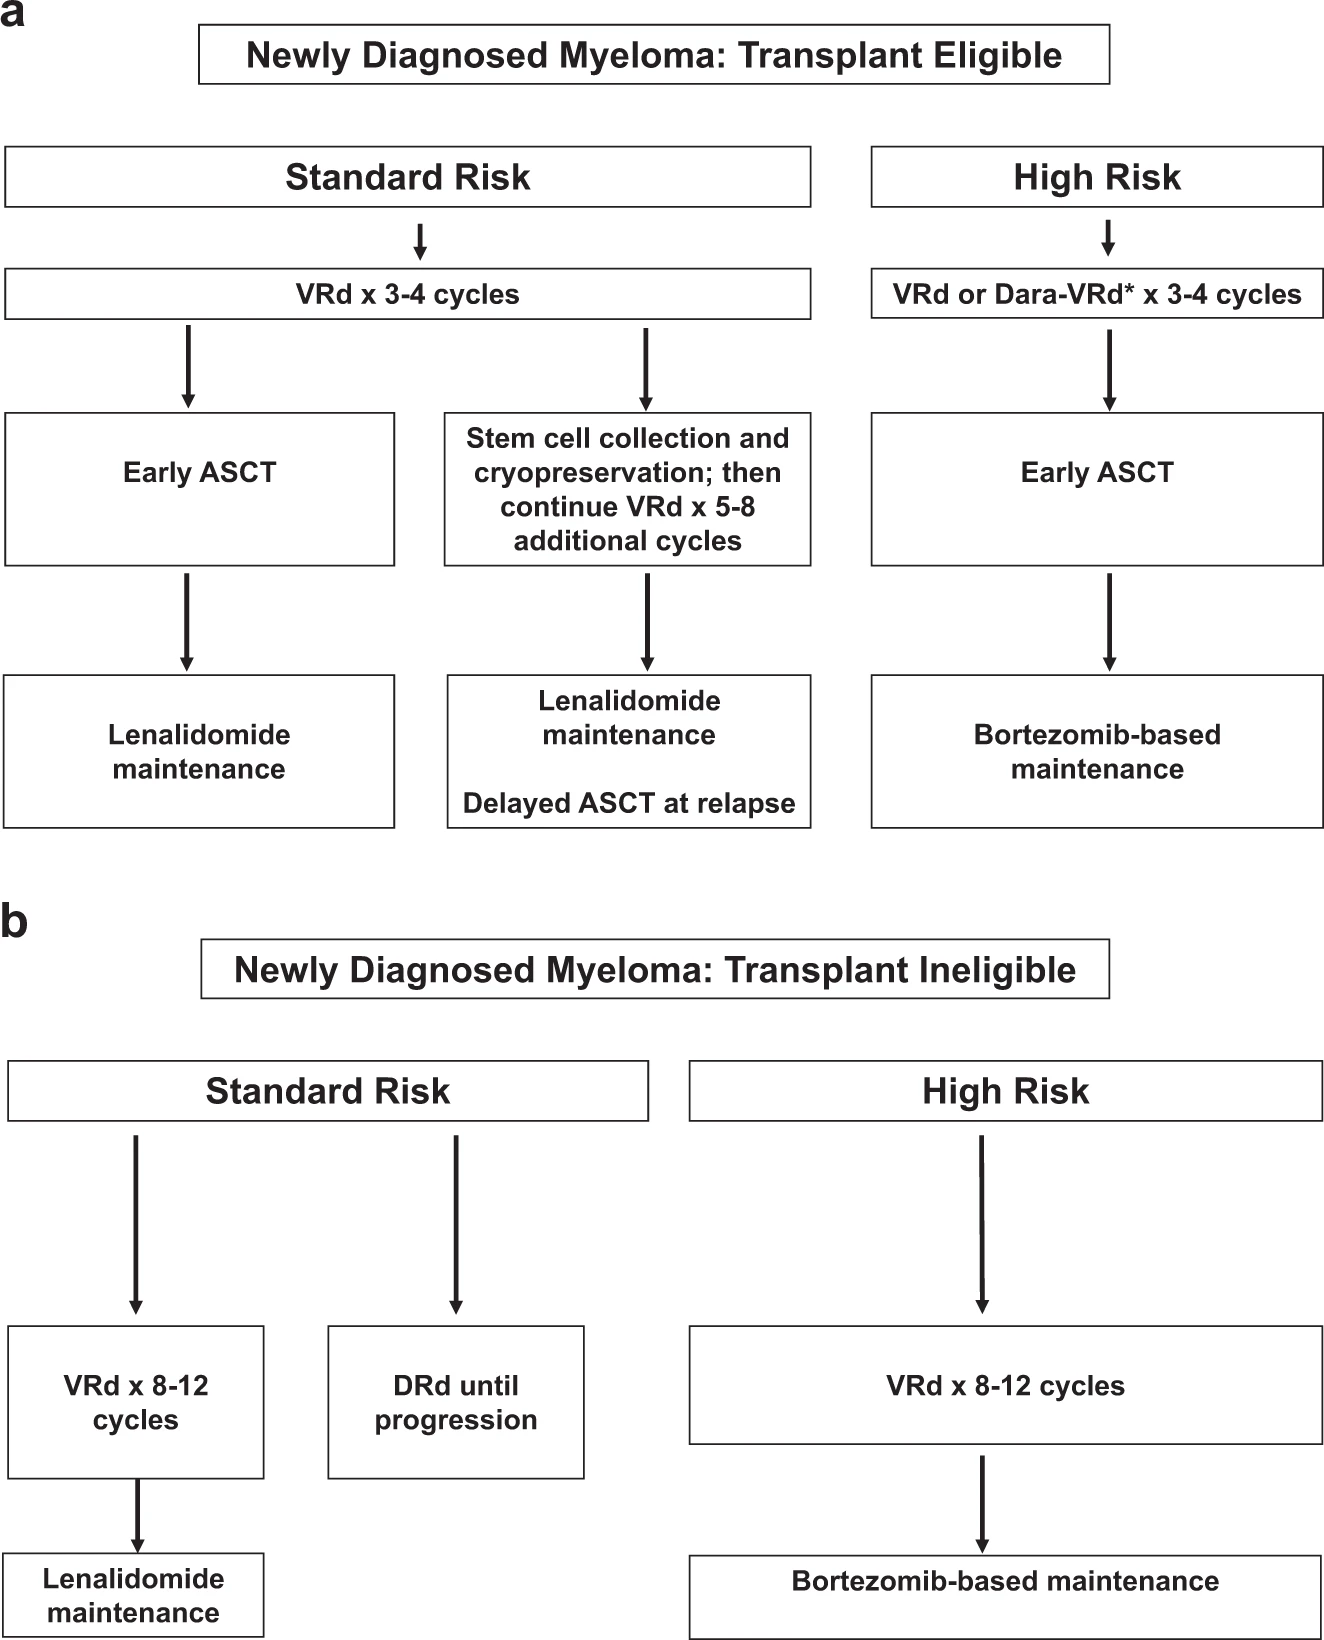 a
Newly Diagnosed Myeloma: Transplant Eligible
Standard Risk
High Risk
VRd x 3-4 cycles
VRd or Dara-VRd* x 3-4 cycles
Early ASCT
Stem cell collection and
cryopreservation; then
continue VRd x 5-8
additional cycles
Early ASCT
Lenalidomide
maintenance
Lenalidomide
maintenance
Delayed ASCT at relapse
Bortezomib-based
maintenance
b
Newly Diagnosed Myeloma: Transplant Ineligible
Standard Risk
High Risk
VRd x 8-12
cycles
DRd until
progression
VRd x 8-12 cycles
Lenalidomide
maintenance
Bortezomib-based maintenance